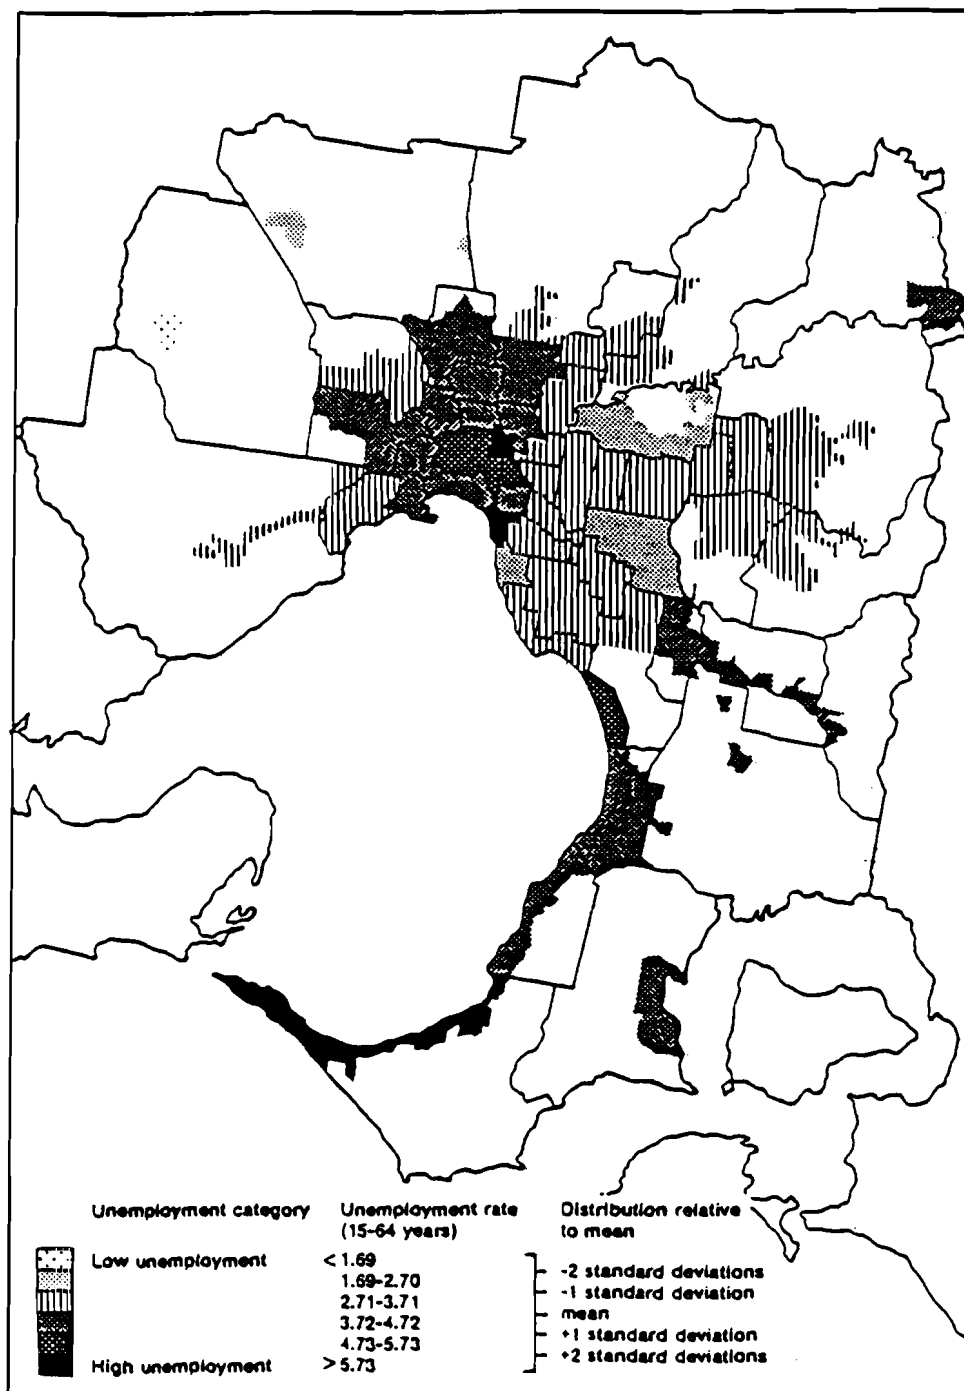 Unemployment category Unemployment rate Distribution relative
(15-64 years) to mean
Low unemployment < 1.69
1.69-2.70 -2 standard deviations
2.71-3.71 -1 standard deviation
3.72-4.72 mean
4.73-5.73 +1 standard deviation
High unemployment > 5.73 +2 standard deviations